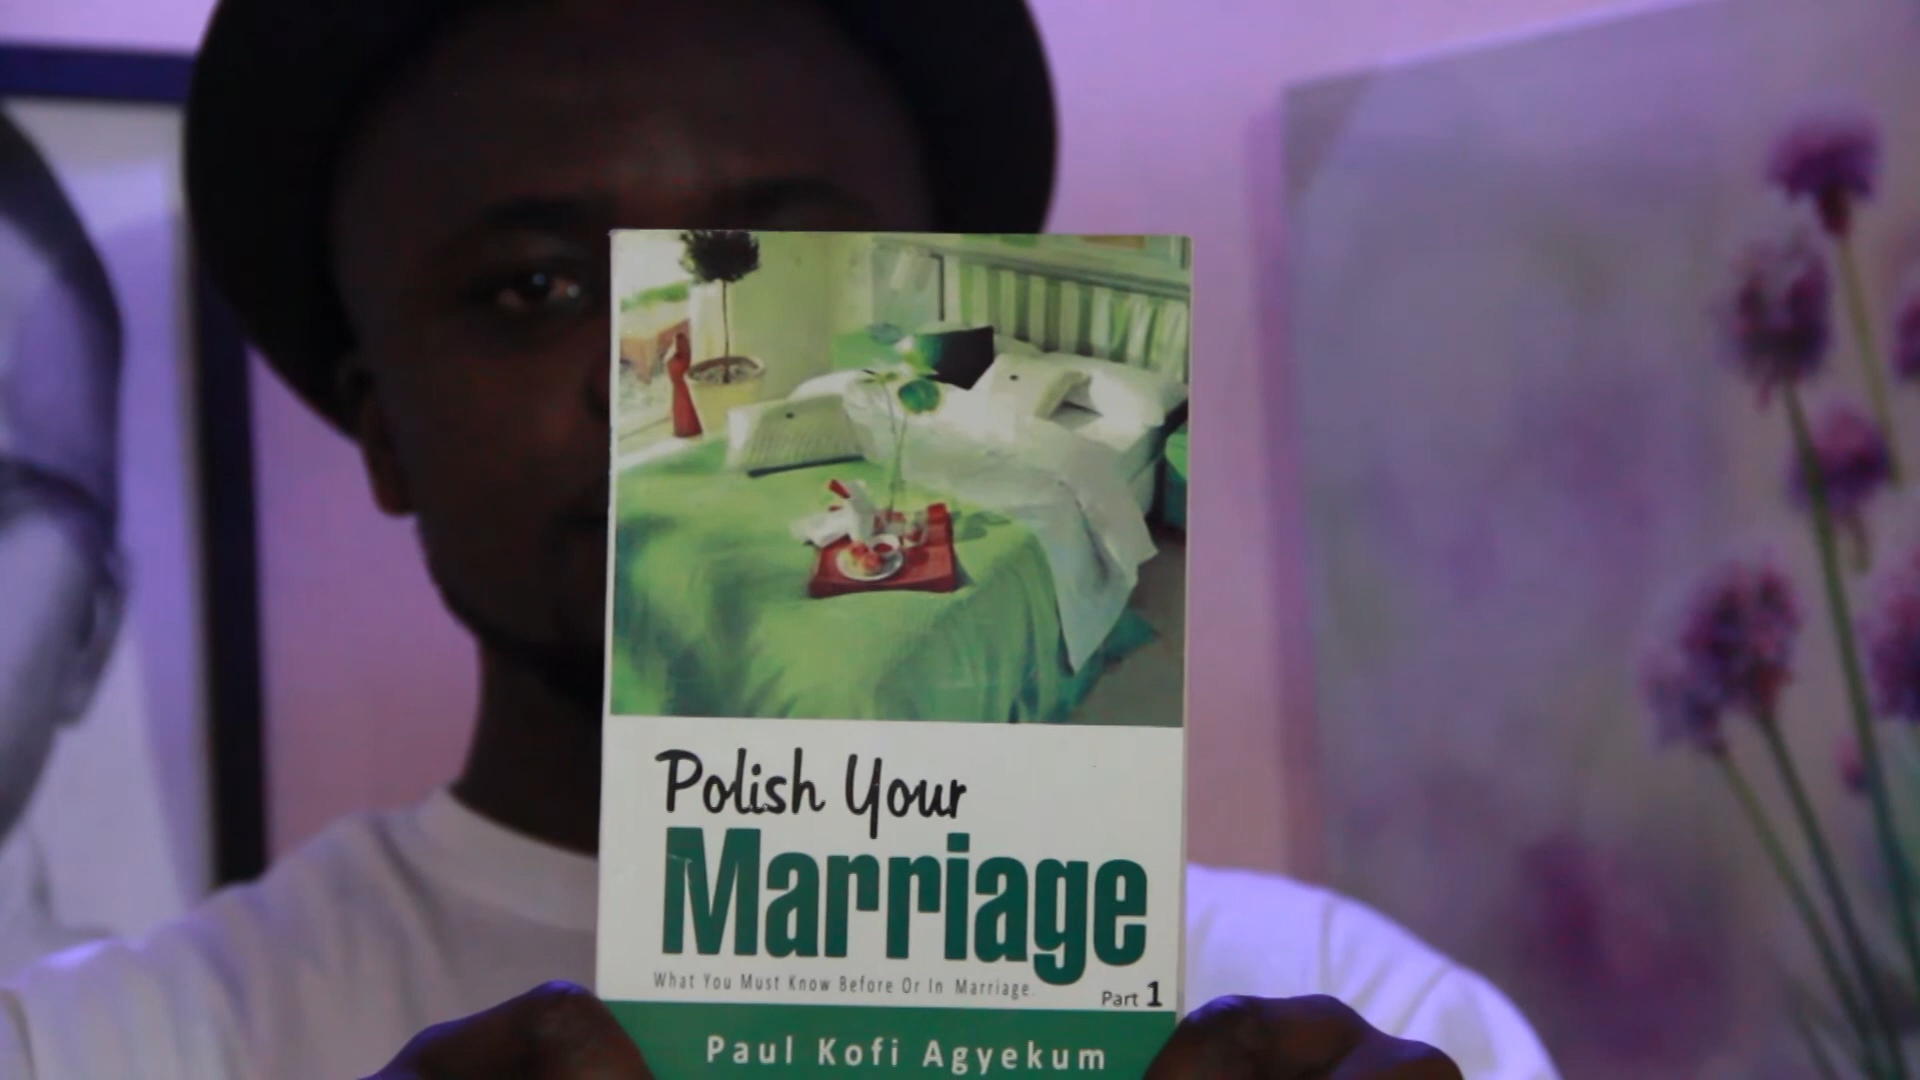 Polish Your
Marriage
What You Must Know Before Or In Marriage.
Part 1
Paul Kofi Agyekum